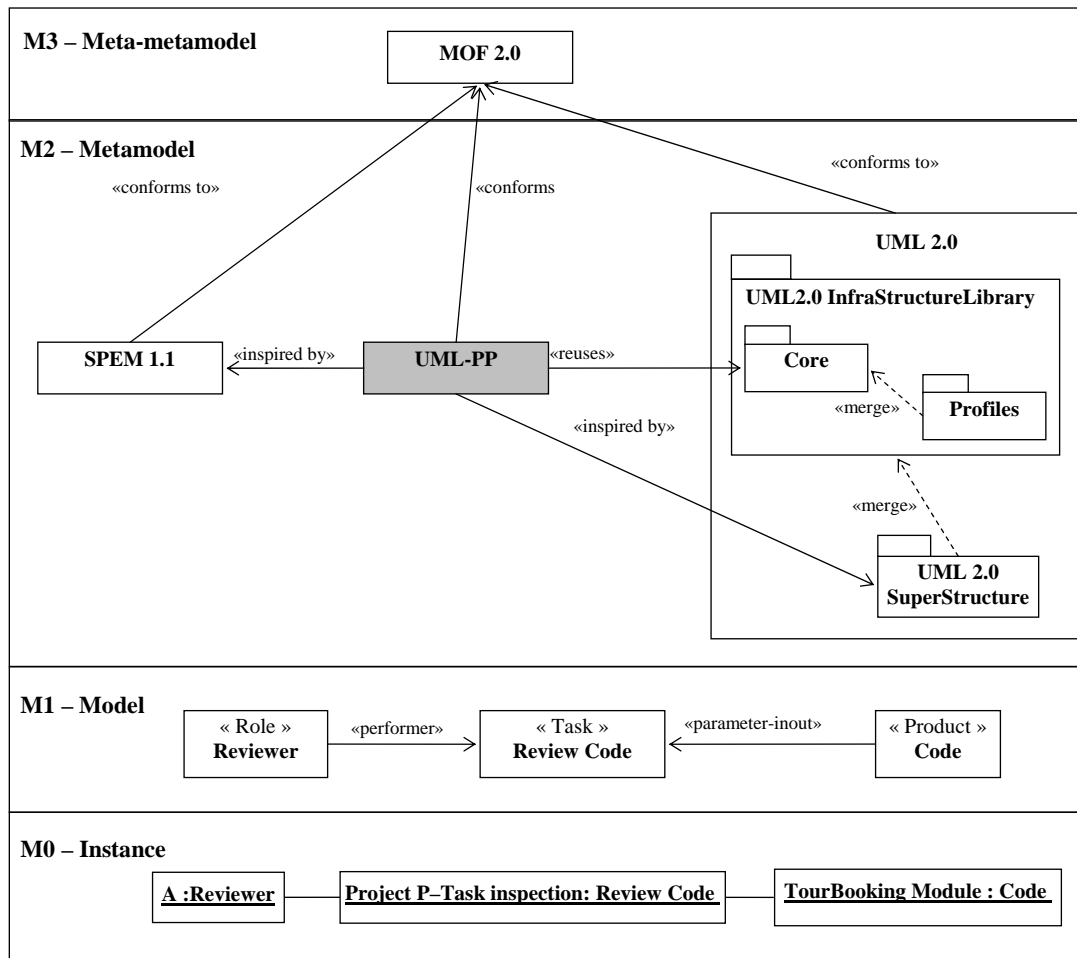 M3 – Meta-metamodel
MOF 2.0
M2 – Metamodel
«conforms to»
«conforms
«conforms to»
UML 2.0
UML2.0 InfraStructureLibrary
SPEM 1.1
«inspired by»
UML-PP
«reuses»
Core
«merge»
Profiles
«inspired by»
«merge»
UML 2.0
SuperStructure
M1 – Model
« Role »
Reviewer
«performer»
« Task »
Review Code
«parameter-inout»
« Product »
Code
M0 – Instance
A :Reviewer
Project P–Task inspection: Review Code
TourBooking Module : Code